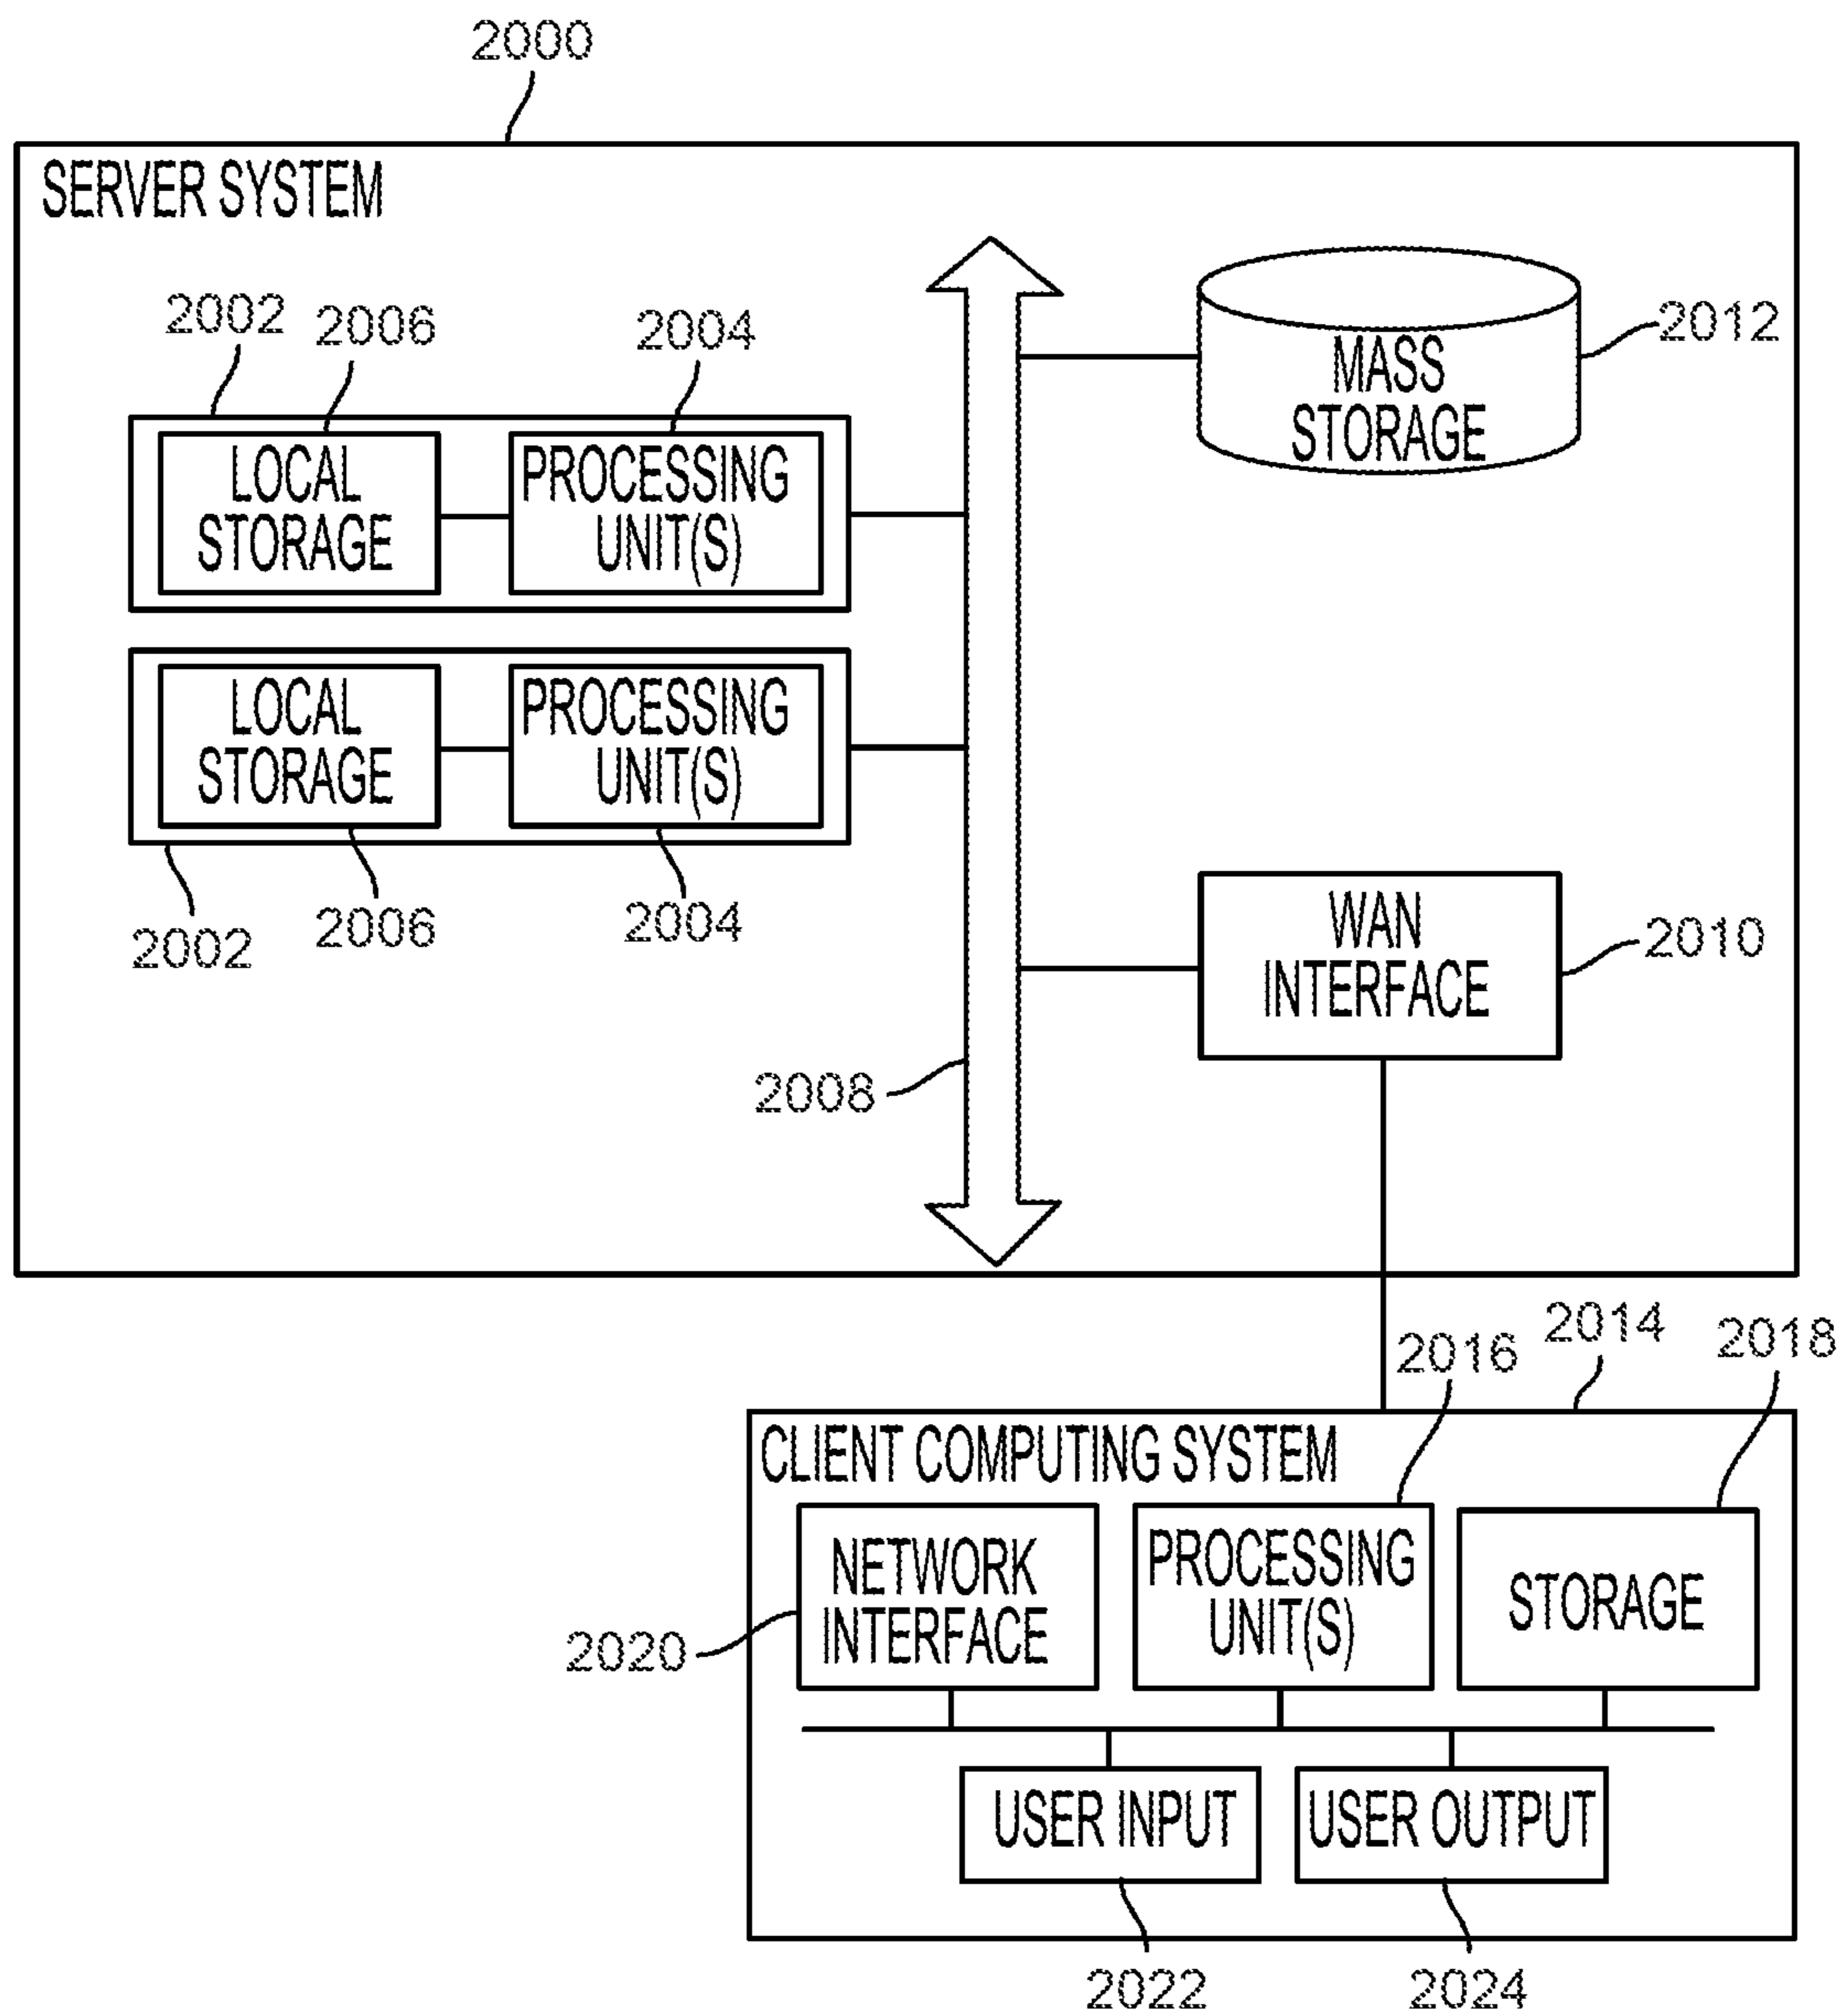 2000
SERVER SYSTEM
2002
2006
2004
2012
LOCAL
STORAGE
PROCESSING
UNIT(S)
MASS
STORAGE
LOCAL
STORAGE
PROCESSING
UNIT(S)
2002
2006
2004
WAN
INTERFACE
2010
2008
2016
2014
2018
CLIENT COMPUTING SYSTEM
NETWORK
INTERFACE
PROCESSING
UNIT(S)
STORAGE
2020
USER INPUT
USER OUTPUT
2022
2024